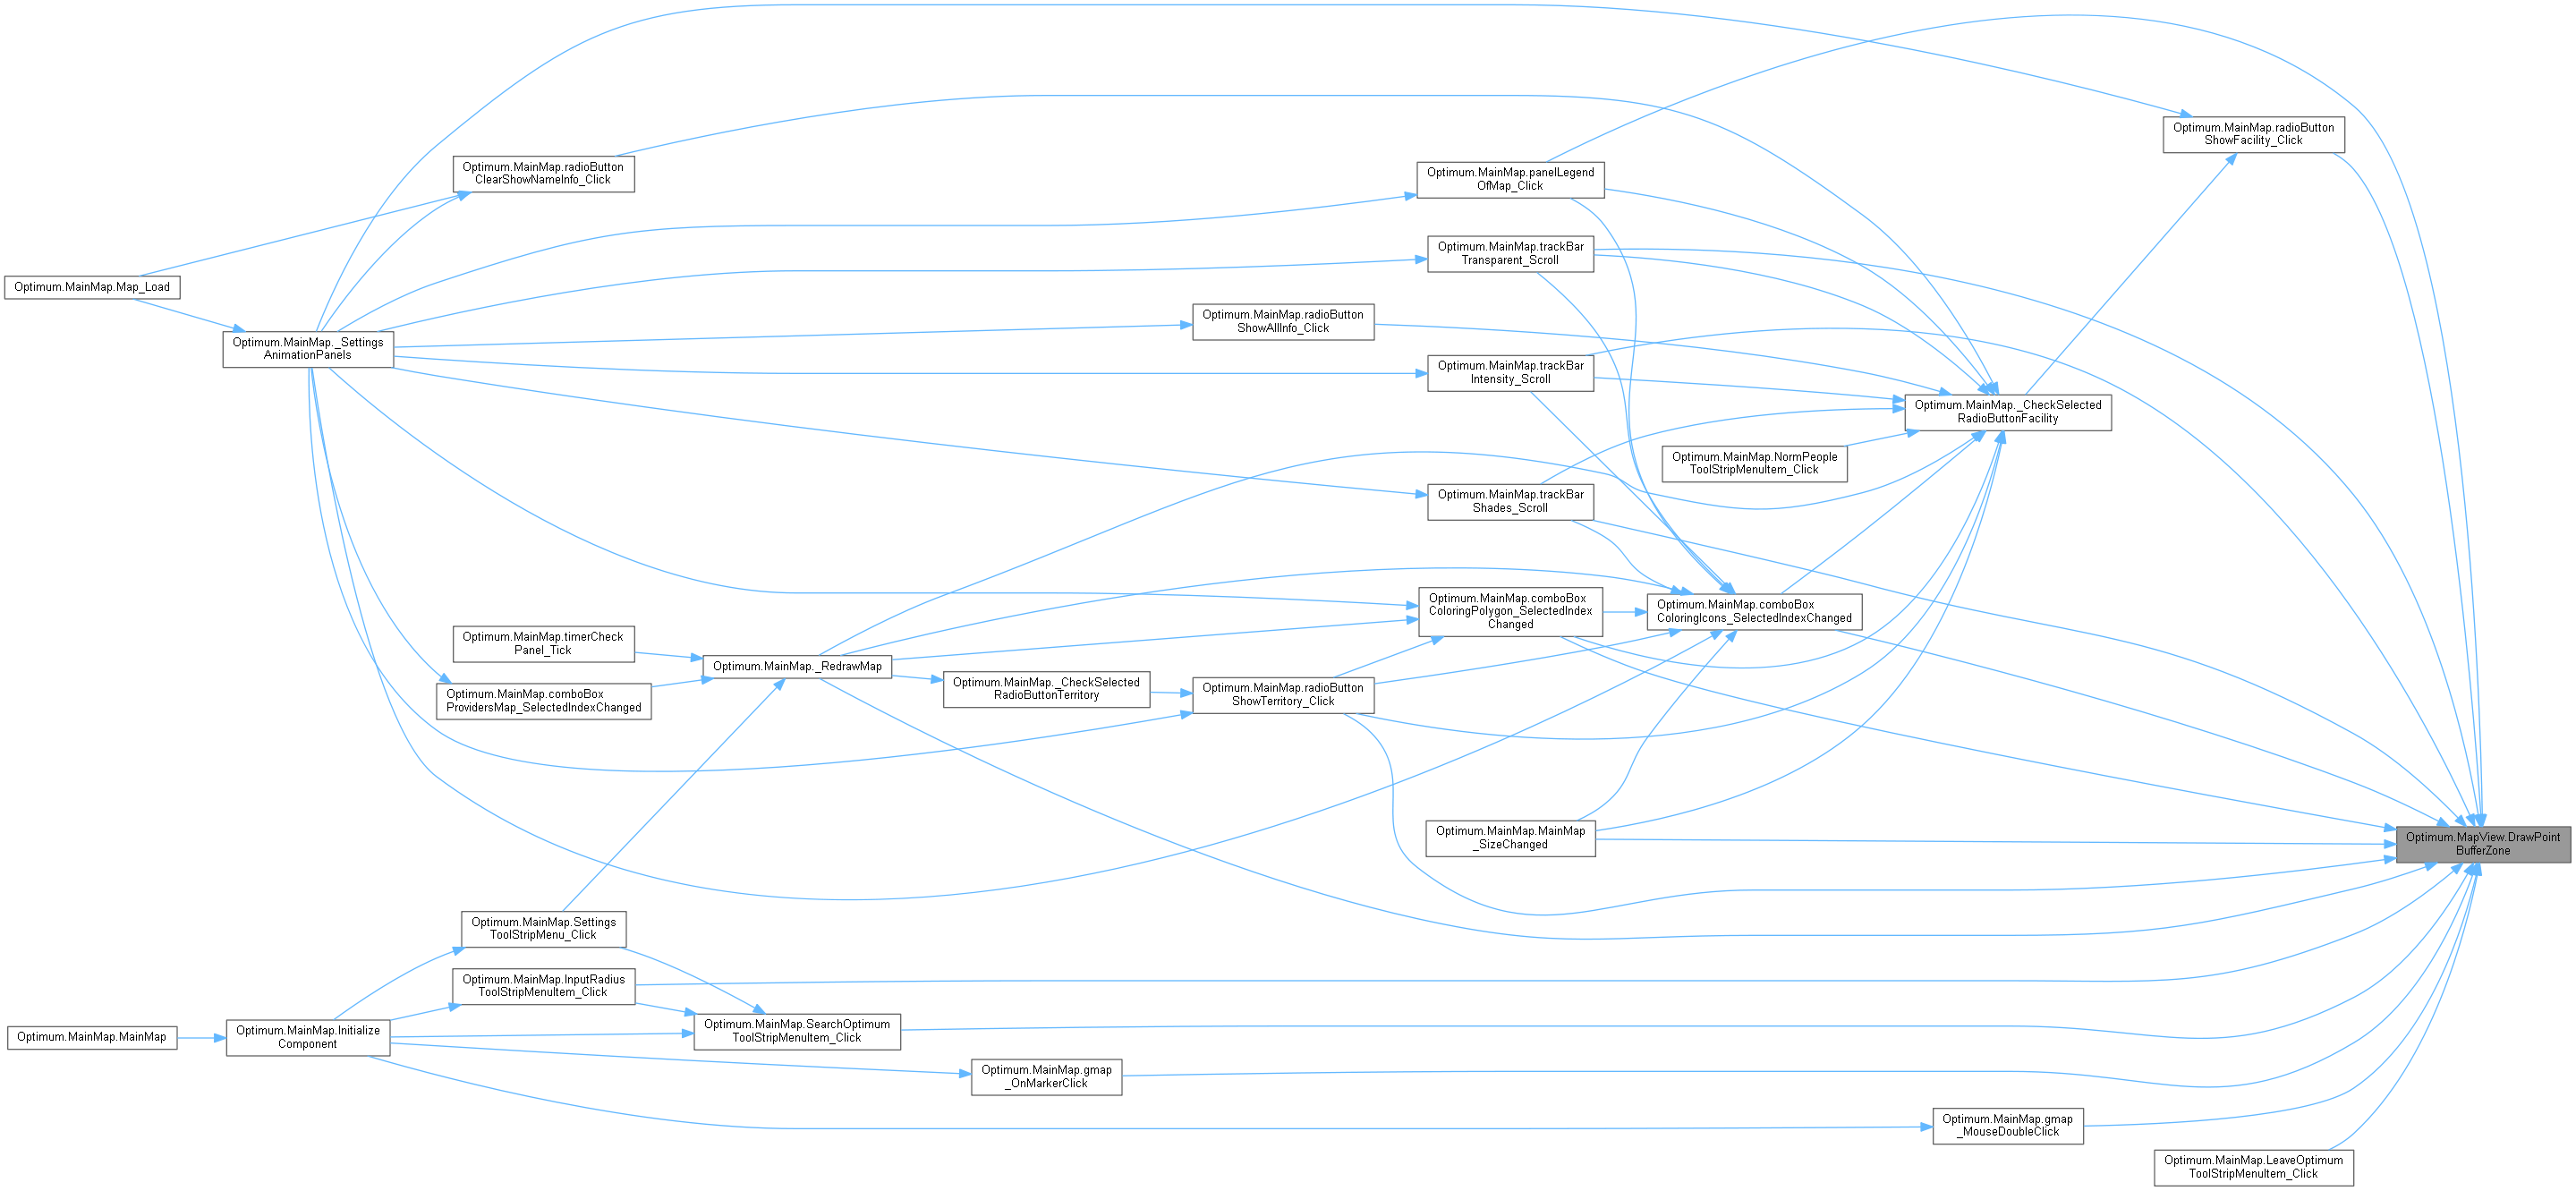 Optimum.MainMap.radioButton
ShowFacility_Click
Optimum.MainMap.radioButton
ClearShowNameInfo_Click
Optimum.MainMap.panelLegend
OfMap_Click
Optimum.MainMap.trackBar
Transparent_Scroll
Optimum.MainMap.Map_Load
Optimum.MainMap.radioButton
ShowAllInfo_Click
Optimum.MainMap._Settings
AnimationPanels
Optimum.MainMap.trackBar
Intensity_Scroll
Optimum.MainMap._CheckSelected
RadioButtonFacility
Optimum.MainMap.NormPeople
ToolStripMenuItem_Click
Optimum.MainMap.trackBar
Shades_Scroll
Optimum.MainMap.comboBox
ColoringPolygon_SelectedIndex
Changed
Optimum.MainMap.comboBox
ColoringIcons_SelectedIndexChanged
Optimum.MainMap.timerCheck
Panel_Tick
Optimum.MainMap._RedrawMap
Optimum.MainMap.comboBox
ProvidersMap_SelectedIndexChanged
Optimum.MainMap._CheckSelected
RadioButtonTerritory
Optimum.MainMap.radioButton
ShowTerritory_Click
Optimum.MainMap.MainMap
_SizeChanged
Optimum.MapView.DrawPoint
BufferZone
Optimum.MainMap.Settings
ToolStripMenu_Click
Optimum.MainMap.InputRadius
ToolStripMenuItem_Click
Optimum.MainMap.MainMap
Optimum.MainMap.Initialize
Component
Optimum.MainMap.SearchOptimum
ToolStripMenuItem_Click
Optimum.MainMap.gmap
_OnMarkerClick
Optimum.MainMap.gmap
_MouseDoubleClick
Optimum.MainMap.LeaveOptimum
ToolStripMenuItem_Click